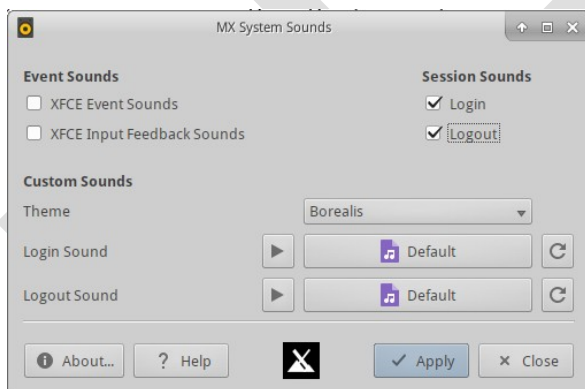 MX System Sounds
Event Sounds
XFCE Event Sounds
XFCE Input Feedback Sounds
Session Sounds
Login
Logout
Custom Sounds
Theme Borealis
Login Sound Default
Logout Sound Default
About... ? Help Apply Close